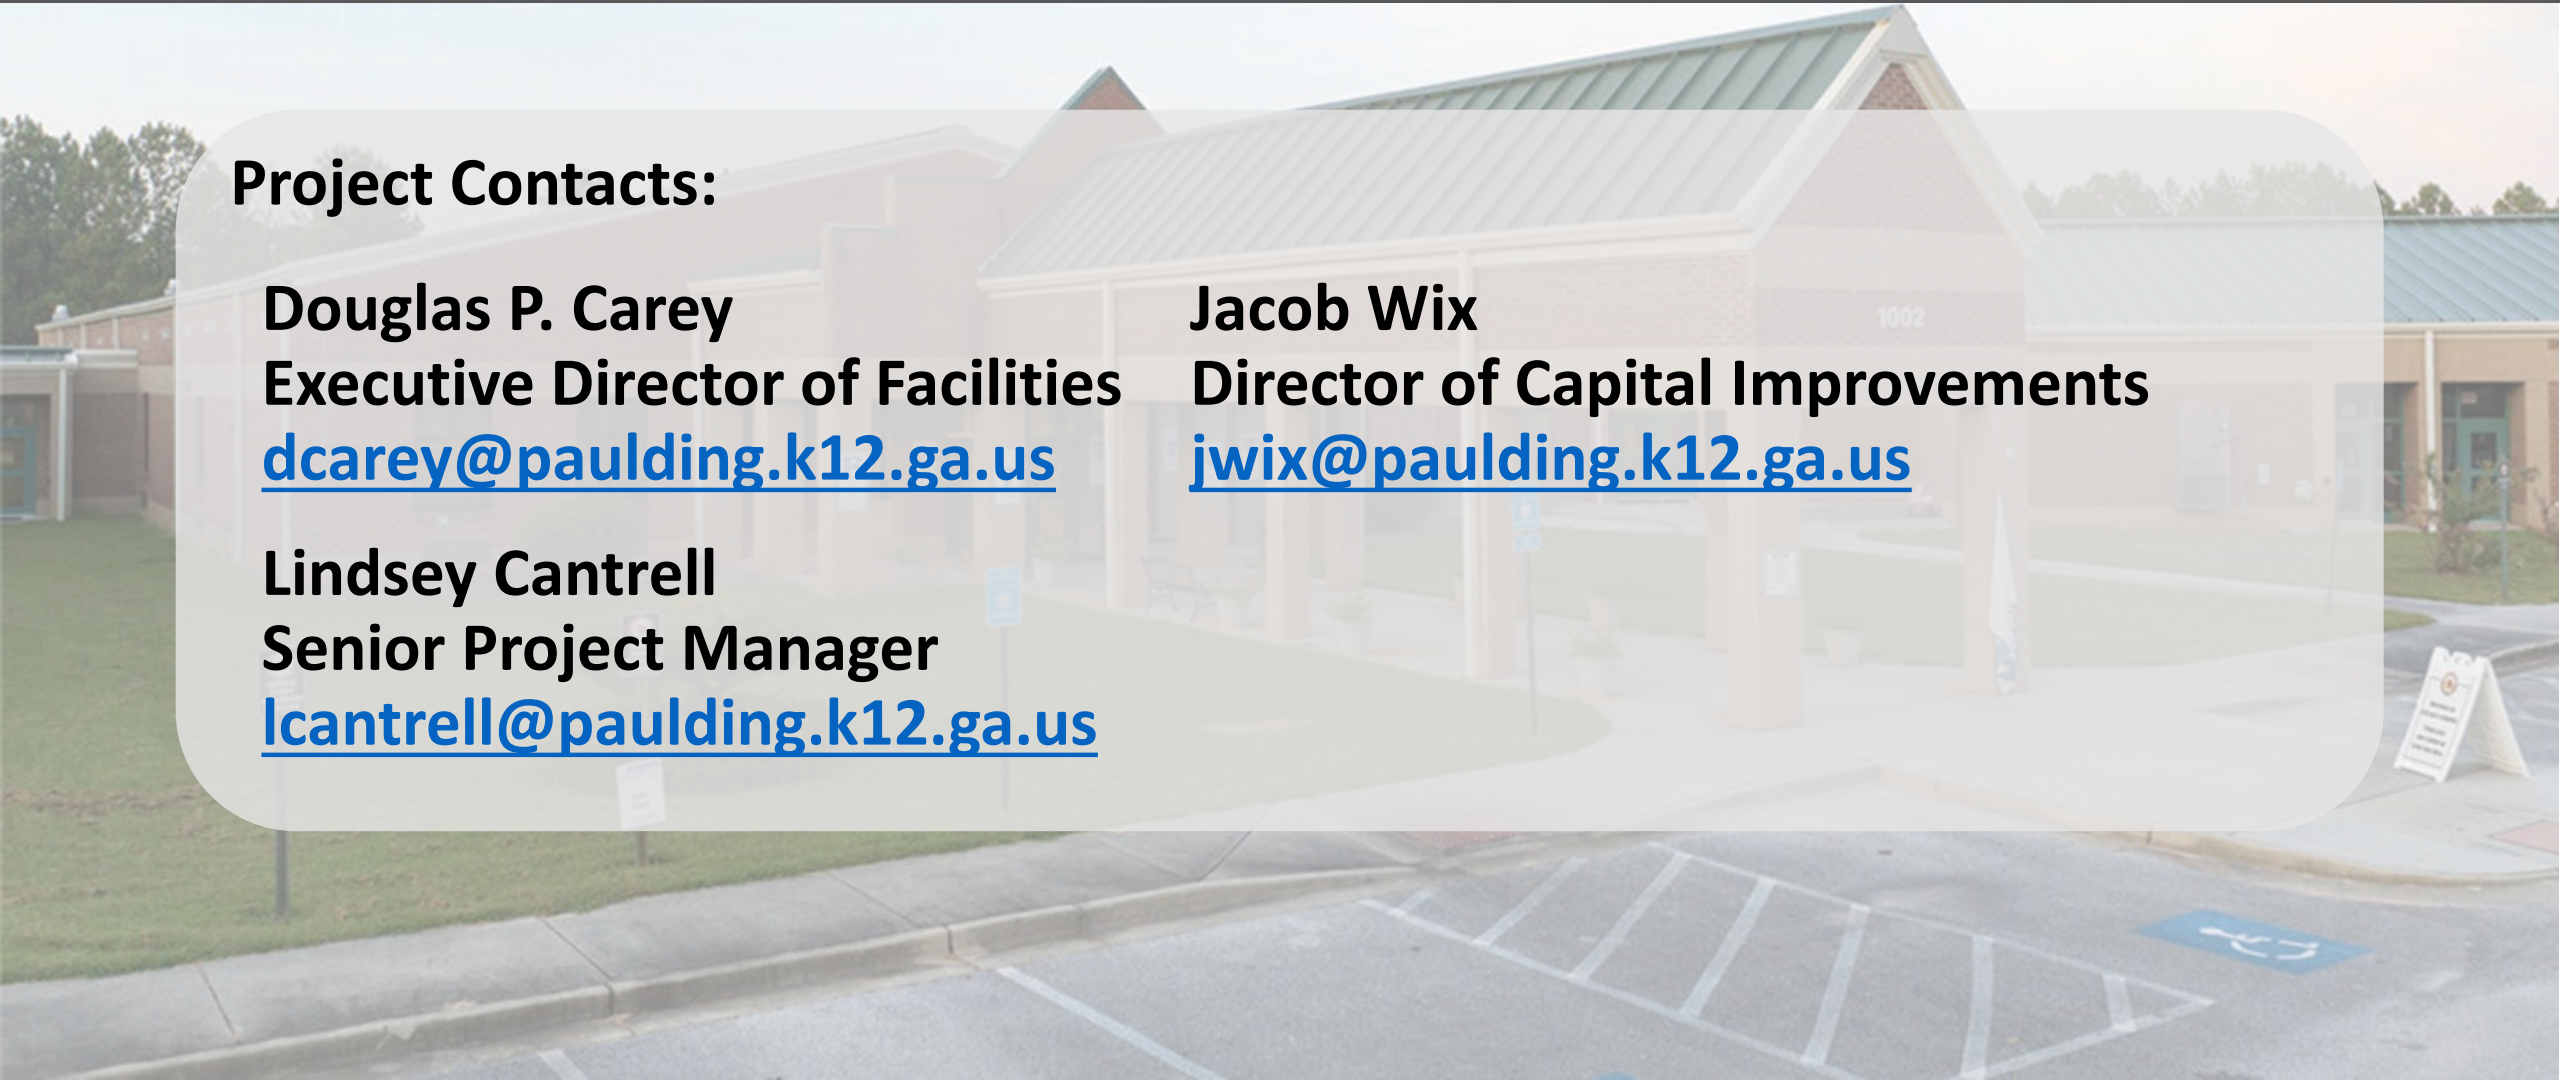 Project Contacts:
Douglas P. Carey
Executive Director of Facilities
dcarey@paulding.k12.ga.us
Jacob Wix
Director of Capital Improvements
jwix@paulding.k12.ga.us
Lindsey Cantrell
Senior Project Manager
lcantrell@paulding.k12.ga.us
1002